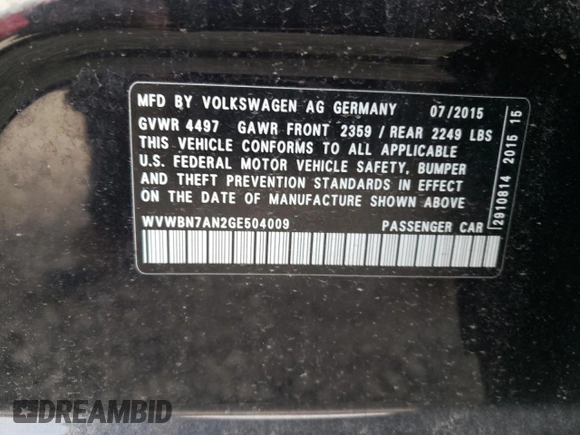 MFD BY VOLKSWAGEN AG GERMANY 07/2015
GVWR 4497 GAWR FRONT 2359 / REAR 2249 LBS
THIS VEHICLE CONFORMS TO ALL APPLICABLE
U.S. FEDERAL MOTOR VEHICLE SAFETY, BUMPER
AND THEFT PREVENTION STANDARDS IN EFFECT
ON THE DATE OF MANUFACTURE SHOWN ABOVE
WVWBN7AN2GE504009 PASSENGER CAR
2910814 2015 15
DREAMBID